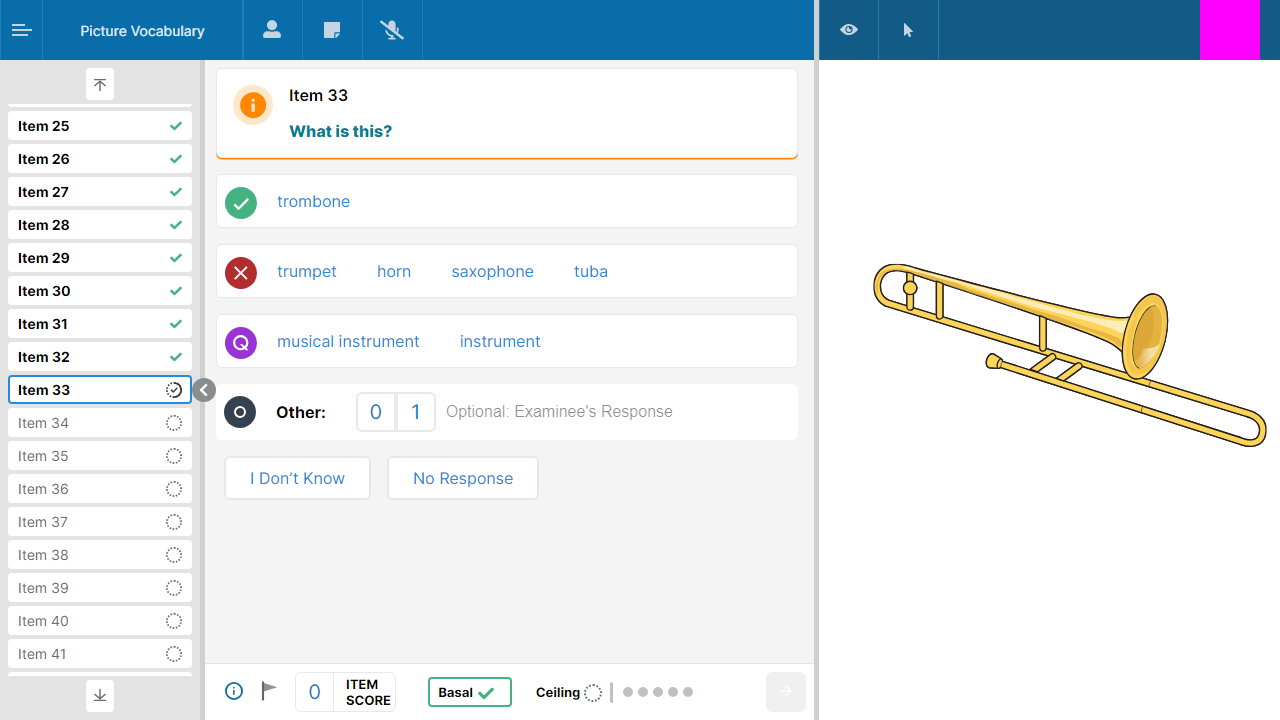 Picture Vocabulary
Item 25
Item 26
Item 27
Item 28
Item 29
Item 30
Item 31
Item 32
Item 33
Item 34
Item 35
Item 36
Item 37
Item 38
Item 39
Item 40
Item 41
Item 33
What is this?
trombone
trumpet horn saxophone tuba
Q musical instrument instrument
Other: 0 1 Optional: Examinee's Response
I Don’t Know No Response
0 ITEM SCORE Basal Ceiling